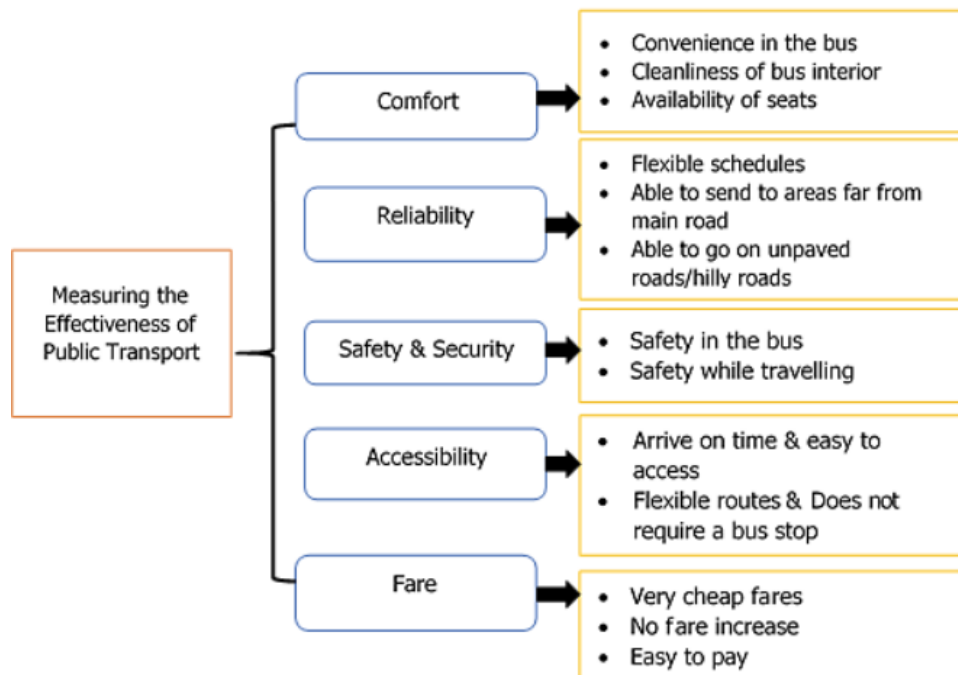 Measuring the
Effectiveness of
Public Transport
Comfort
• Convenience in the bus
• Cleanliness of bus interior
• Availability of seats
Reliability
• Flexible schedules
• Able to send to areas far from
main road
• Able to go on unpaved
roads/hilly roads
Safety & Security
• Safety in the bus
• Safety while travelling
Accessibility
• Arrive on time & easy to
access
• Flexible routes & Does not
require a bus stop
Fare
• Very cheap fares
• No fare increase
• Easy to pay